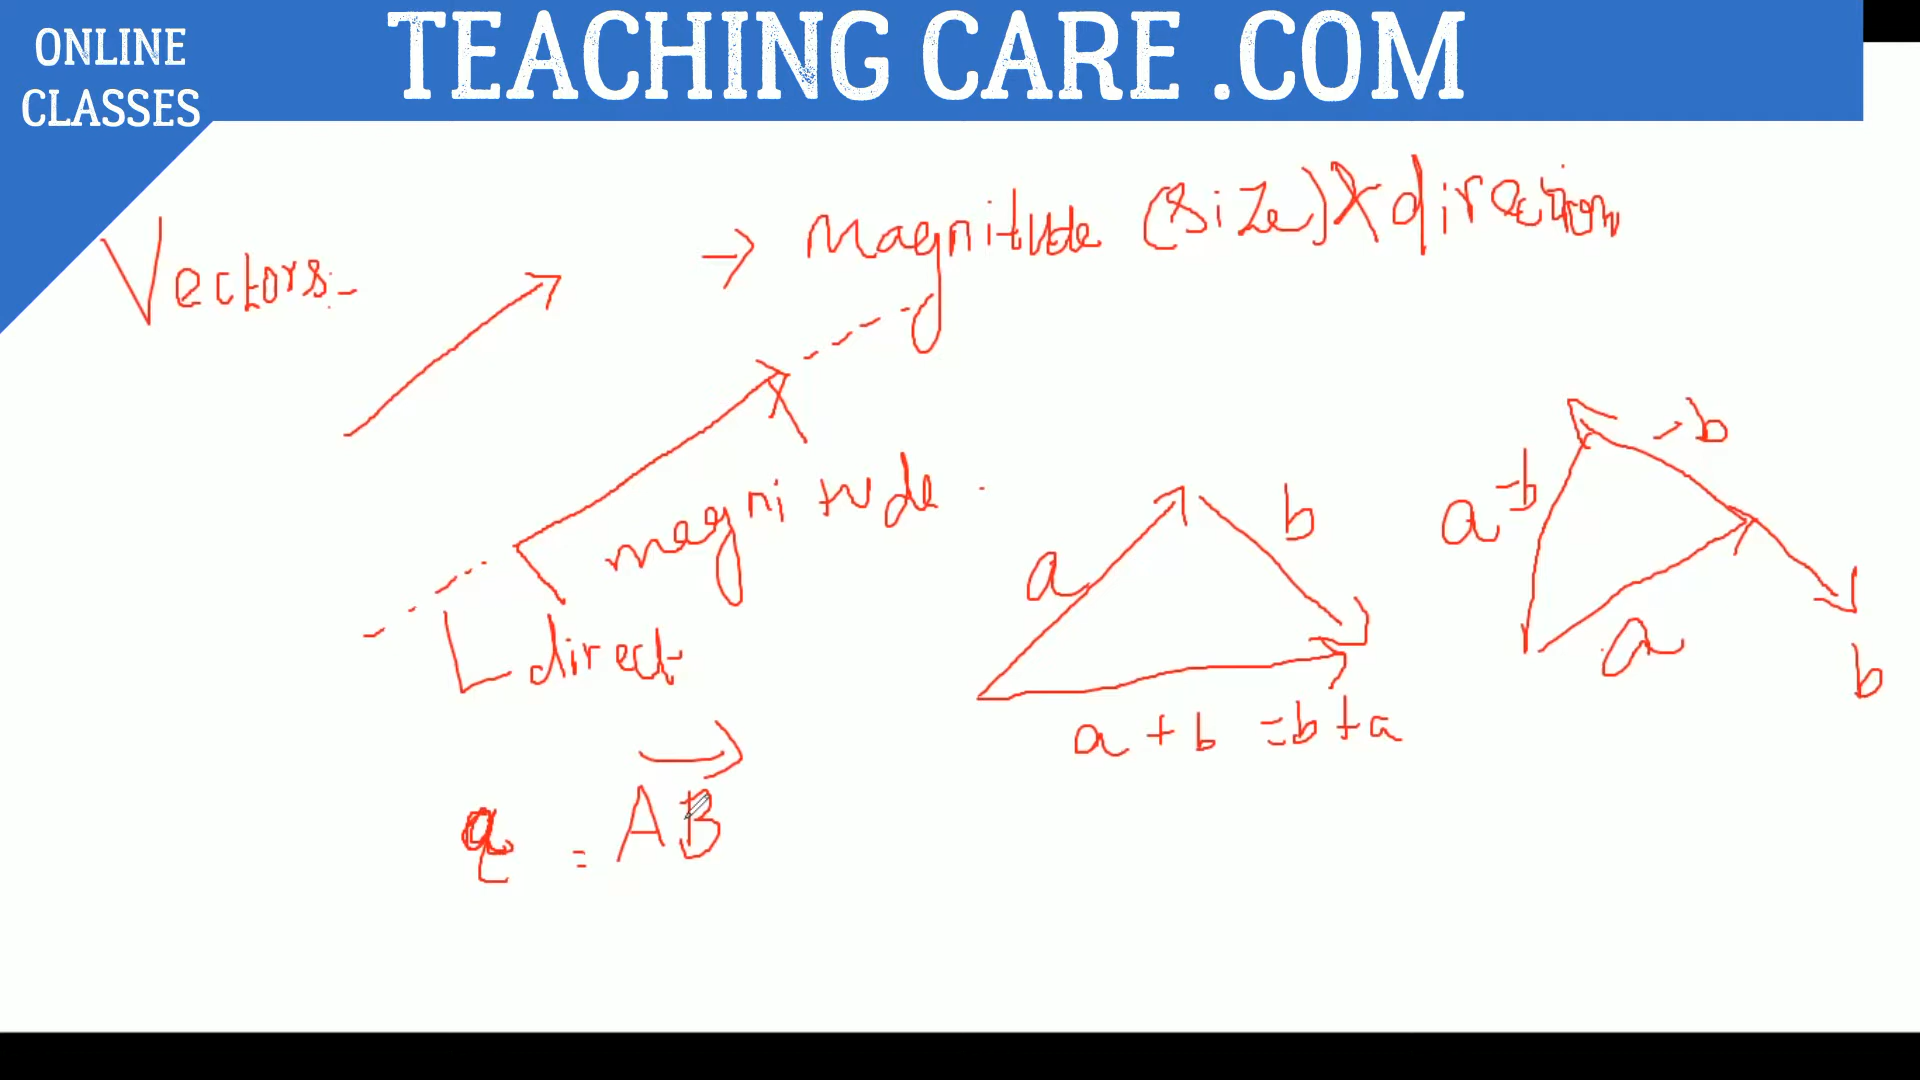 ONLINE
CLASSES
TEACHING CARE .COM
Vectors -
→ Magnitude (size) & direction
magnitude
direct
a
b
a + b = b + a
a - b
- b
a
b
a = AB